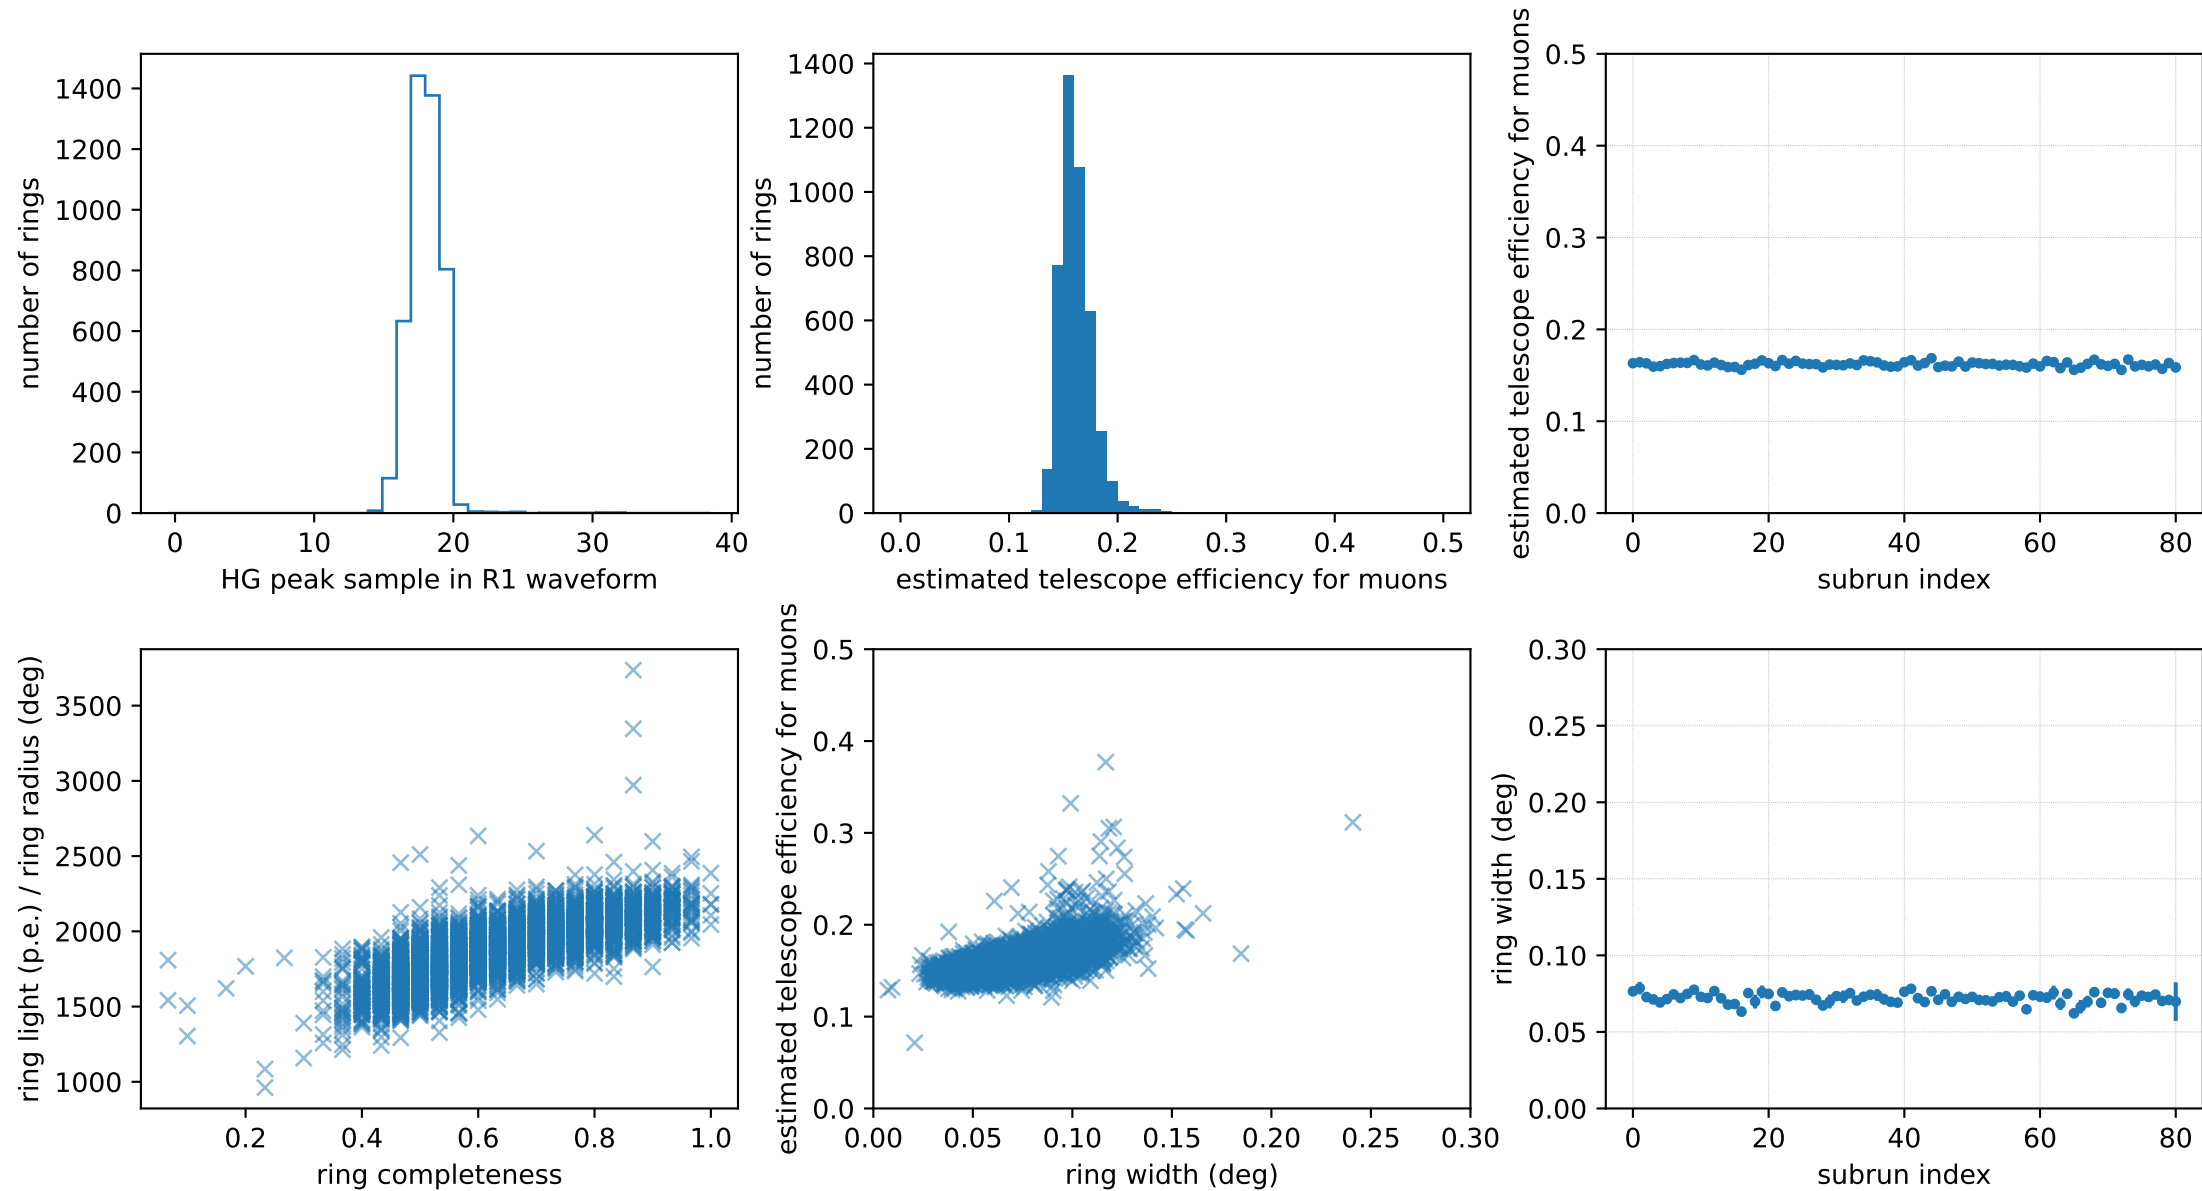 number of rings
1400
1200
1000
800
600
400
200
0
0 10 20 30 40
HG peak sample in R1 waveform
number of rings
1400
1200
1000
800
600
400
200
0
0.0 0.1 0.2 0.3 0.4 0.5
estimated telescope efficiency for muons
estimated telescope efficiency for muons
0.5
0.4
0.3
0.2
0.1
0.0
0 20 40 60 80
subrun index
ring light (p.e.) / ring radius (deg)
3500
3000
2500
2000
1500
1000
0.2 0.4 0.6 0.8 1.0
ring completeness
estimated telescope efficiency for muons
0.5
0.4
0.3
0.2
0.1
0.0
0.00 0.05 0.10 0.15 0.20 0.25 0.30
ring width (deg)
ring width (deg)
0.30
0.25
0.20
0.15
0.10
0.05
0.00
0 20 40 60 80
subrun index